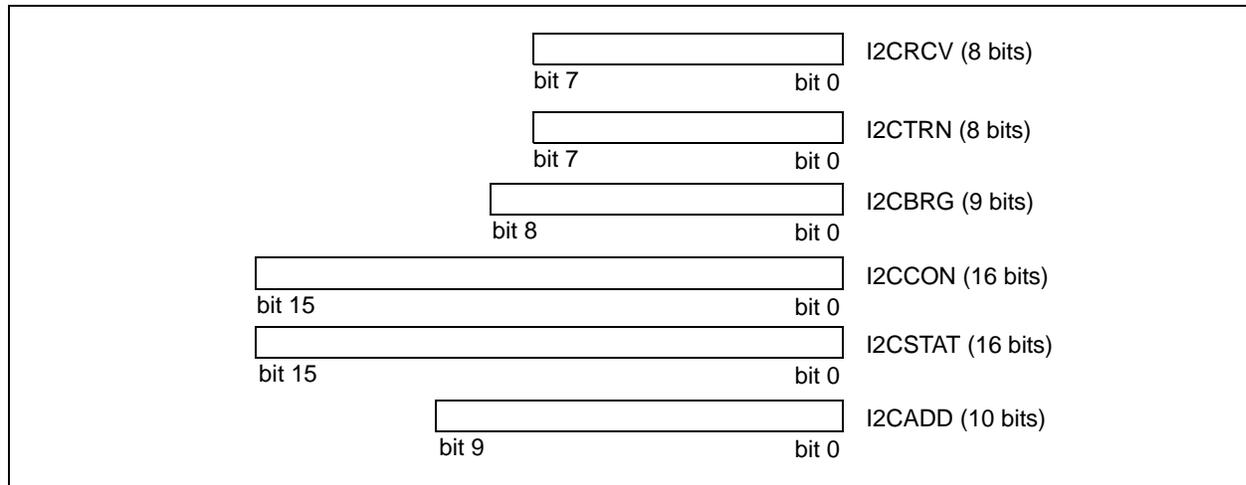 I2CRCV (8 bits)
bit 7 bit 0
I2CTRN (8 bits)
bit 7 bit 0
I2CBRG (9 bits)
bit 8 bit 0
I2CCON (16 bits)
bit 15 bit 0
I2CSTAT (16 bits)
bit 15 bit 0
I2CADD (10 bits)
bit 9 bit 0